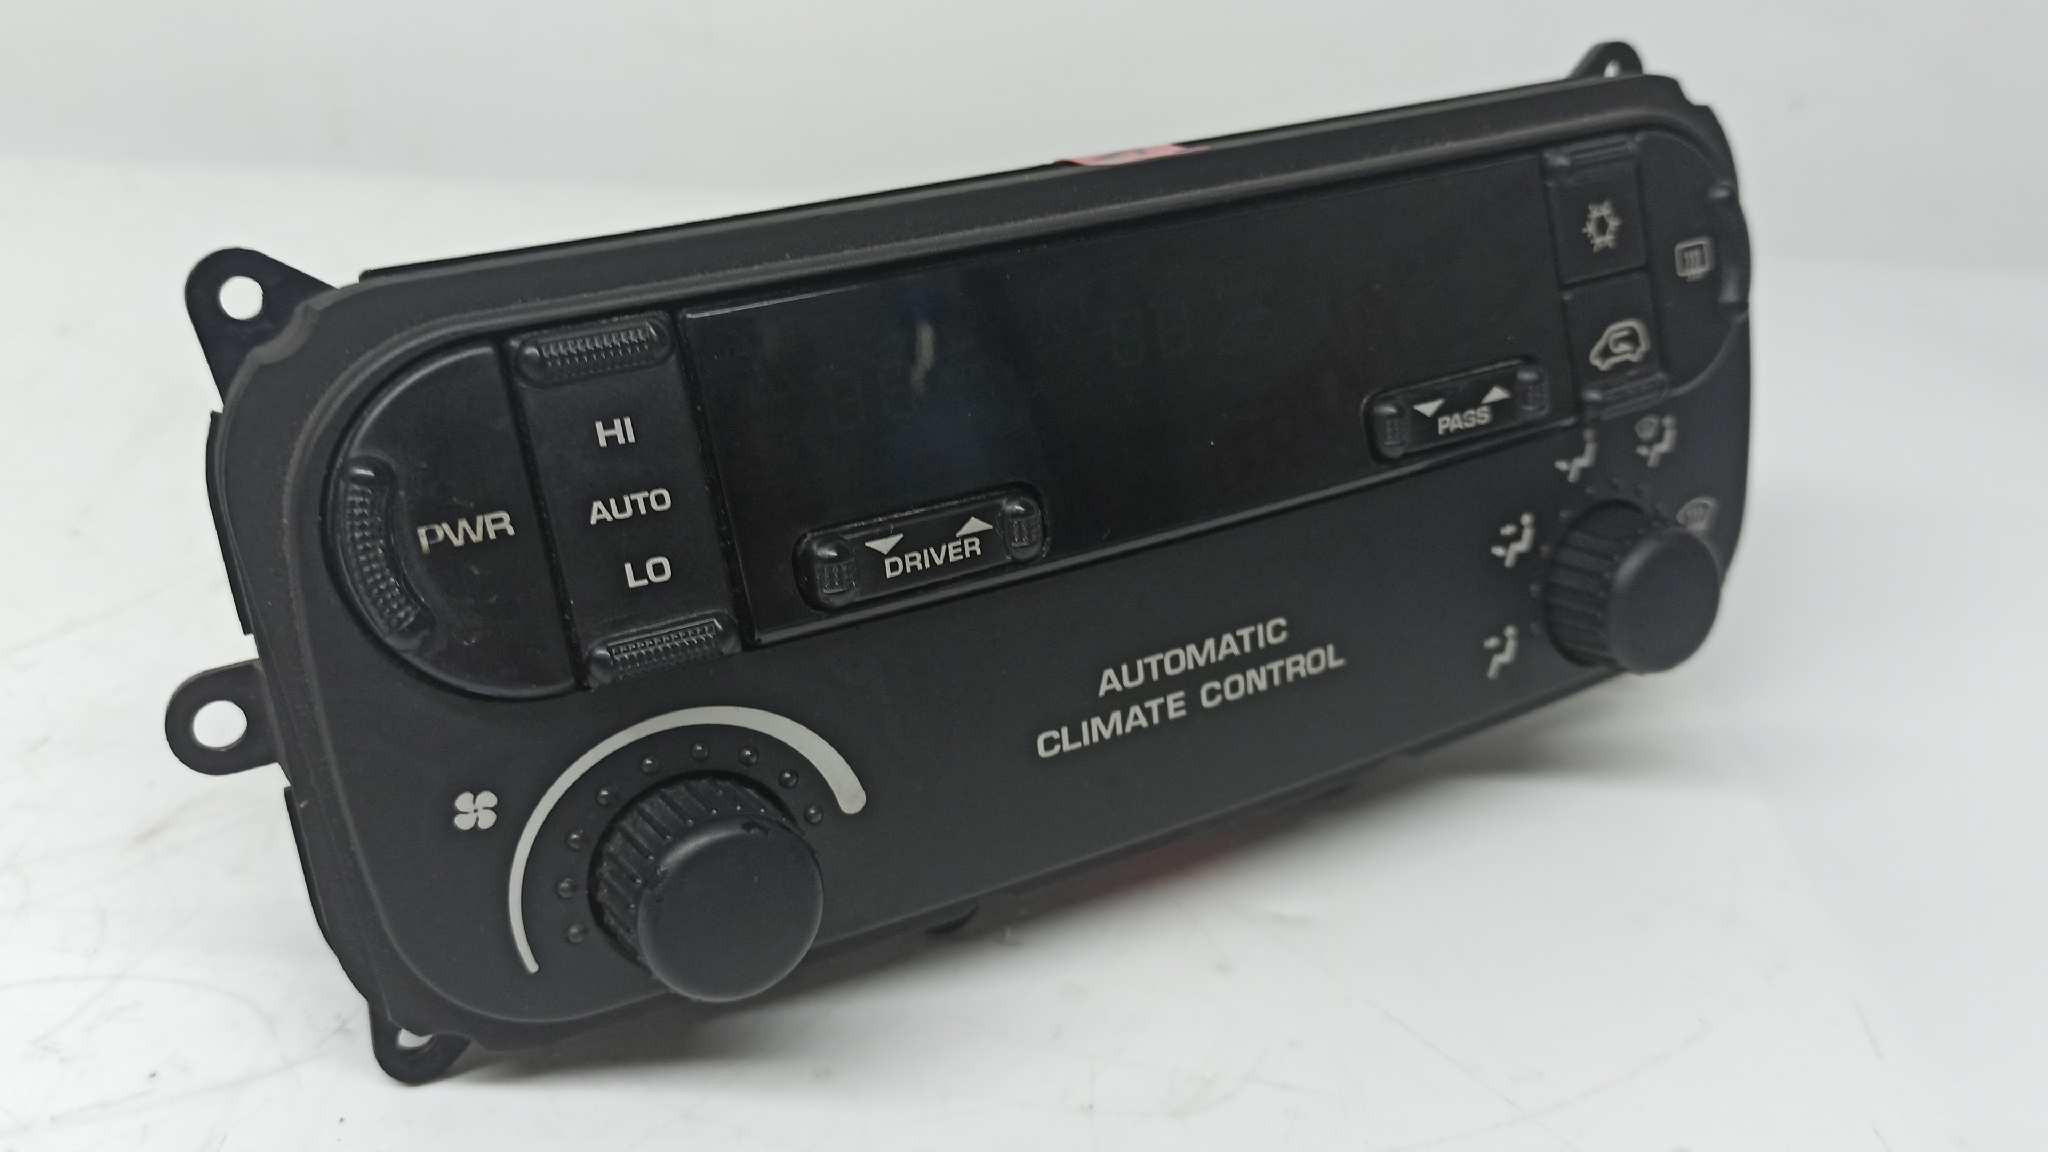 PWR
HI
AUTO
LO
DRIVER
PASS
AUTOMATIC
CLIMATE CONTROL